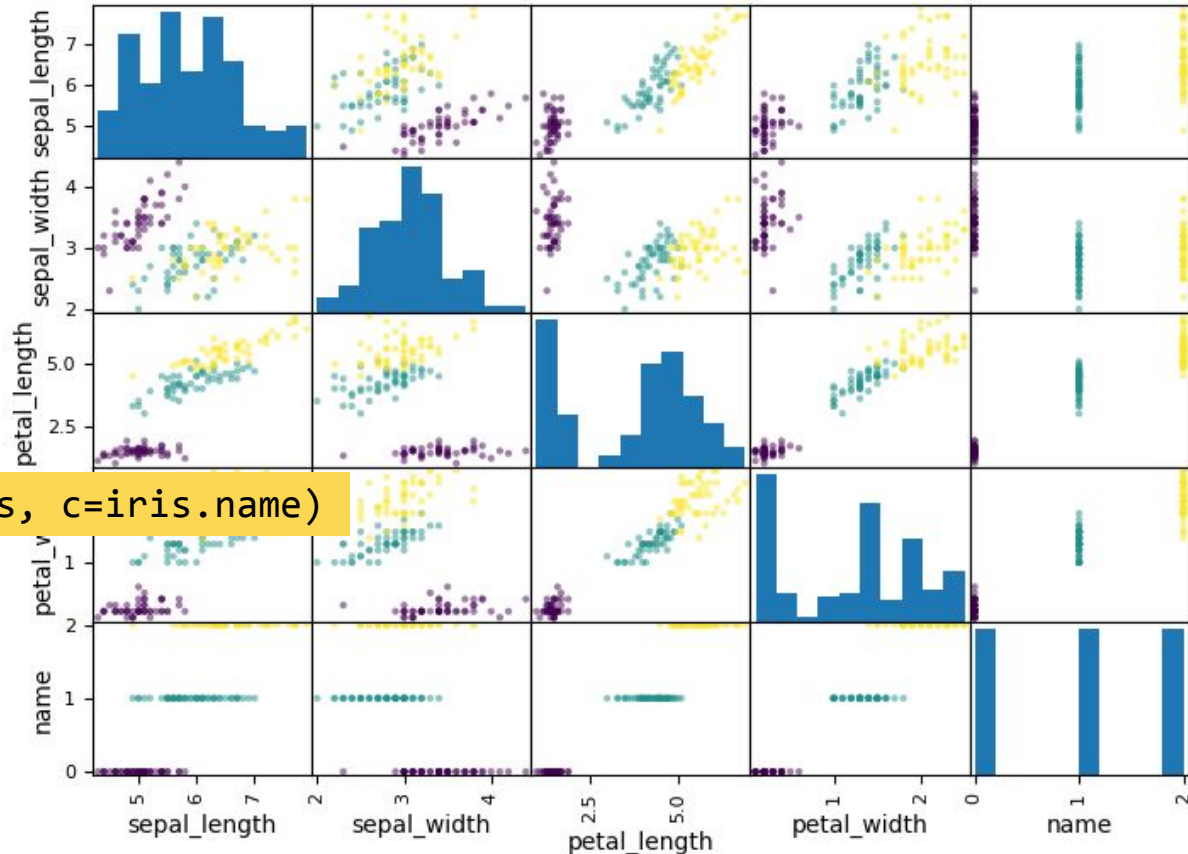 7
6
5
sepal_length
4
3
2
sepal_width
5.0
2.5
petal_length
s, c=iris.name)
1
petal_w
2
1
0
name
5 6 7 2 3 4 2.5 5.0 1 2 0 1 2
sepal_length sepal_width petal_length petal_width name